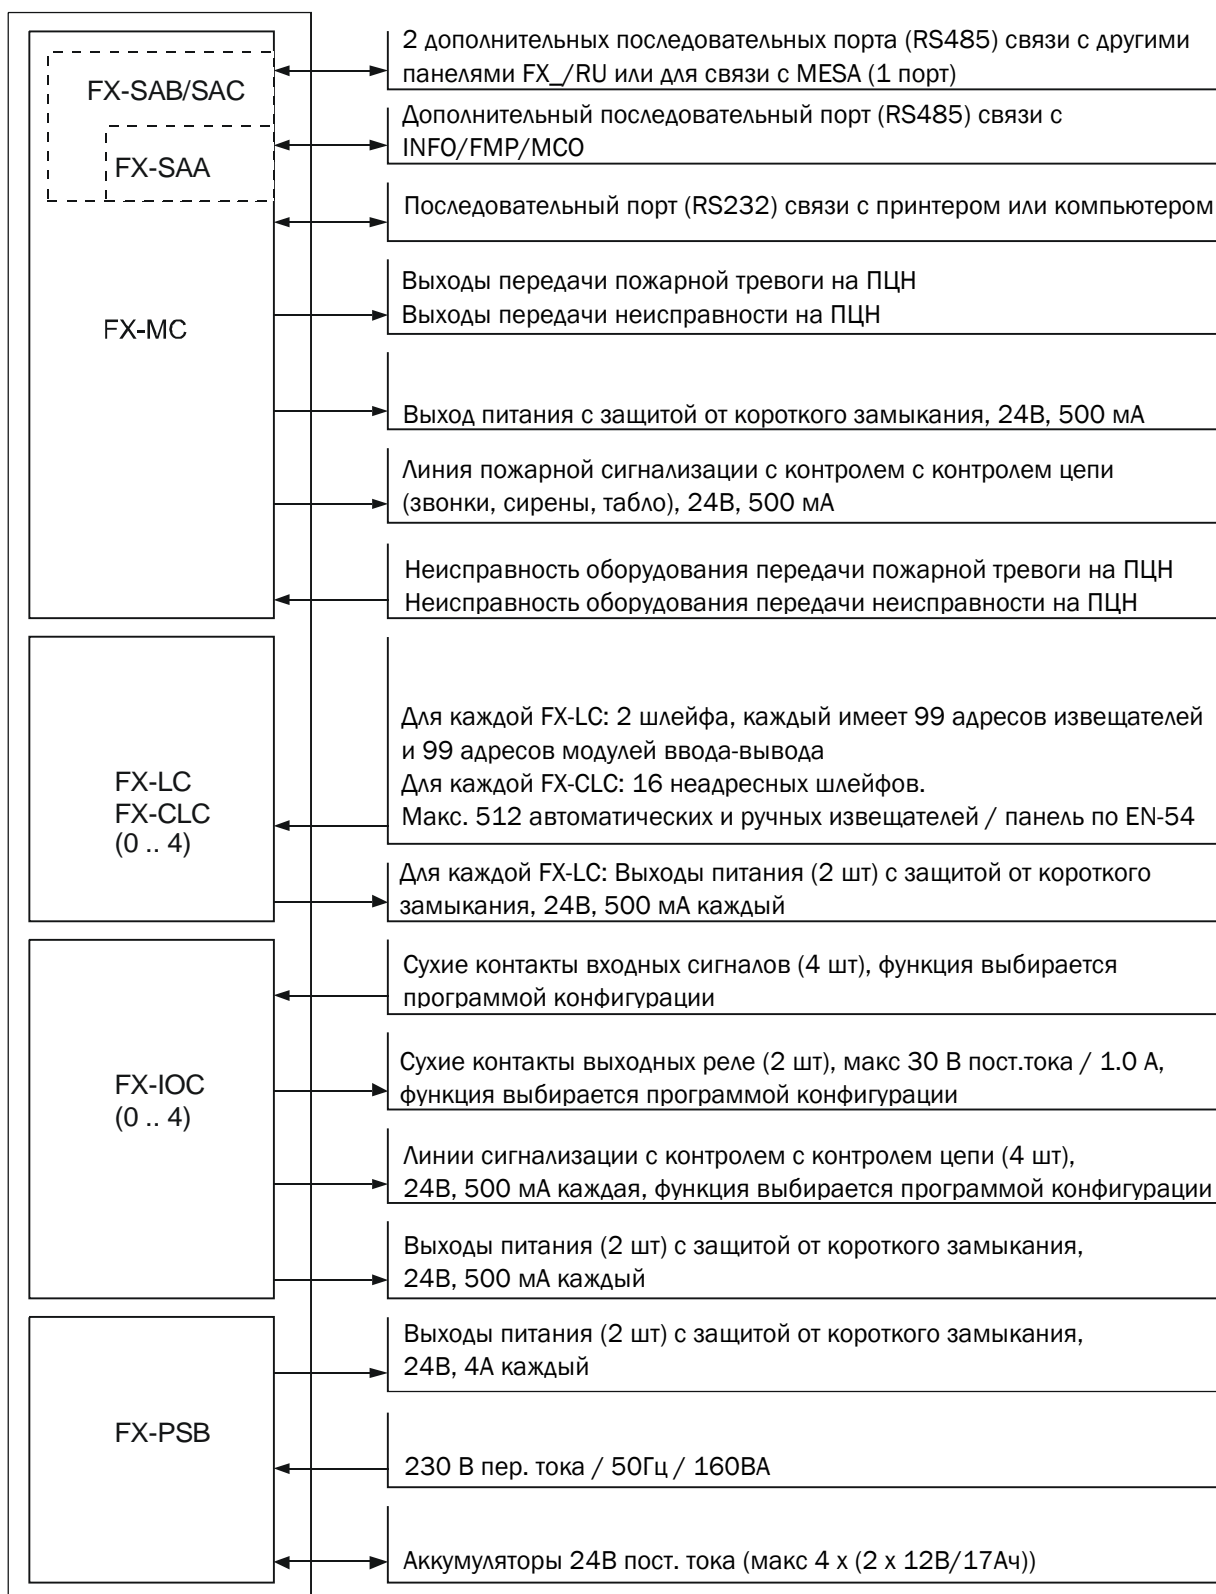 2 дополнительных последовательных порта (RS485) связи с другими
панелями FX_/RU или для связи с MESA (1 порт)
FX-SAB/SAC
Дополнительный последовательный порт (RS485) связи с
INFO/FMP/MCO
FX-SAA
Последовательный порт (RS232) связи с принтером или компьютером
Выходы передачи пожарной тревоги на ПЦН
Выходы передачи неисправности на ПЦН
FX-MC
Выход питания с защитой от короткого замыкания, 24В, 500 мА
Линия пожарной сигнализации с контролем с контролем цепи
(звонки, сирены, табло), 24В, 500 мА
Неисправность оборудования передачи пожарной тревоги на ПЦН
Неисправность оборудования передачи неисправности на ПЦН
Для каждой FX-LC: 2 шлейфа, каждый имеет 99 адресов извещателей
и 99 адресов модулей ввода-вывода
Для каждой FX-CLC: 16 неадресных шлейфов.
Макс. 512 автоматических и ручных извещателей / панель по EN-54
FX-LC
FX-CLC
(0 .. 4)
Для каждой FX-LC: Выходы питания (2 шт) с защитой от короткого
замыкания, 24В, 500 мА каждый
Сухие контакты входных сигналов (4 шт), функция выбирается
программой конфигурации
Сухие контакты выходных реле (2 шт), макс 30 В пост.тока / 1.0 А,
функция выбирается программой конфигурации
FX-IOC
(0 .. 4)
Линии сигнализации с контролем с контролем цепи (4 шт),
24В, 500 мА каждая, функция выбирается программой конфигурации
Выходы питания (2 шт) с защитой от короткого замыкания,
24В, 500 мА каждый
Выходы питания (2 шт) с защитой от короткого замыкания,
24В, 4А каждый
FX-PSB
230 В пер. тока / 50Гц / 160ВА
Аккумуляторы 24В пост. тока (макс 4 x (2 x 12В/17Ач))